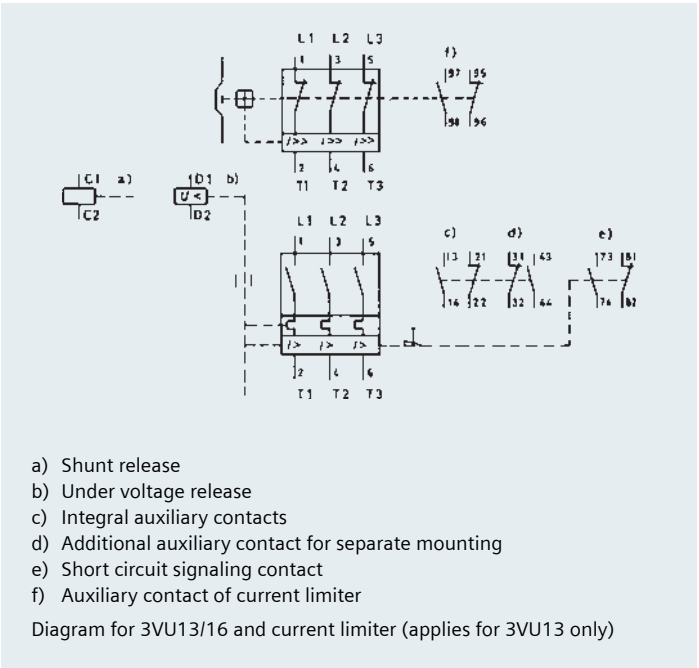 L1 L2 L3
f)
1 3 5
97 95
98 96
I>> I>> I>>
2 4 6
T1 T2 T3
C1 a) D1 b)
U <
C2 D2
L1 L2 L3
c) d) e)
1 3 5
13 21 31 43 73 81
14 22 32 44 74 82
I> I> I>
2 4 6
T1 T2 T3
a) Shunt release
b) Under voltage release
c) Integral auxiliary contacts
d) Additional auxiliary contact for separate mounting
e) Short circuit signaling contact
f) Auxiliary contact of current limiter
Diagram for 3VU13/16 and current limiter (applies for 3VU13 only)